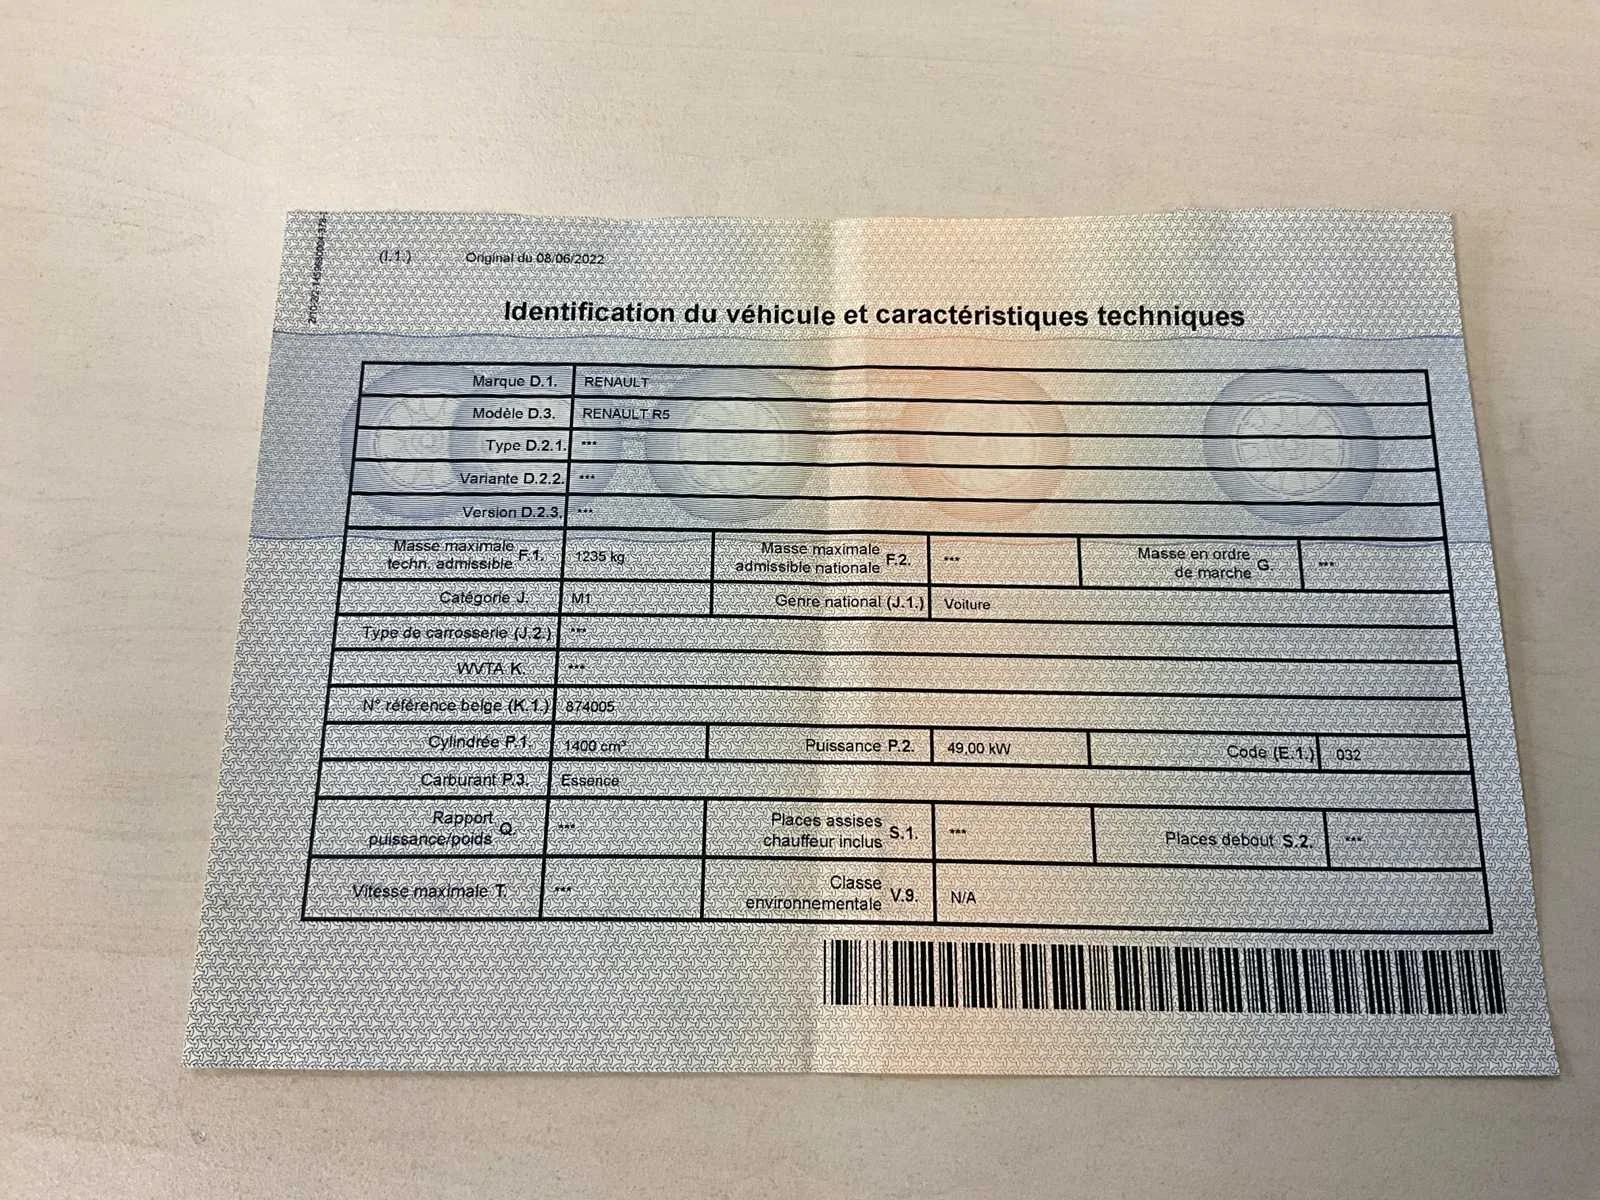 (I.1.) Original du 08/06/2022
Identification du véhicule et caractéristiques techniques
Marque D.1. RENAULT
Modèle D.3. RENAULT R5
Type D.2.1. ***
Variante D.2.2. ***
Version D.2.3. ***
Masse maximale techn. admissible F.1. 1235 kg Masse maximale admissible nationale F.2. *** Masse en ordre de marche G. ***
Catégorie J. M1 Genre national (J.1.) Voiture
Type de carrosserie (J.2.) ***
WVTA K. ***
N° référence belge (K.1.) 874005
Cylindrée P.1. 1400 cm³ Puissance P.2. 49,00 kW Code (E.1.) 032
Carburant P.3. Essence
Rapport puissance/poids Q. *** Places assises chauffeur inclus S.1. *** Places debout S.2. ***
Vitesse maximale T. *** Classe environnementale V.9. N/A